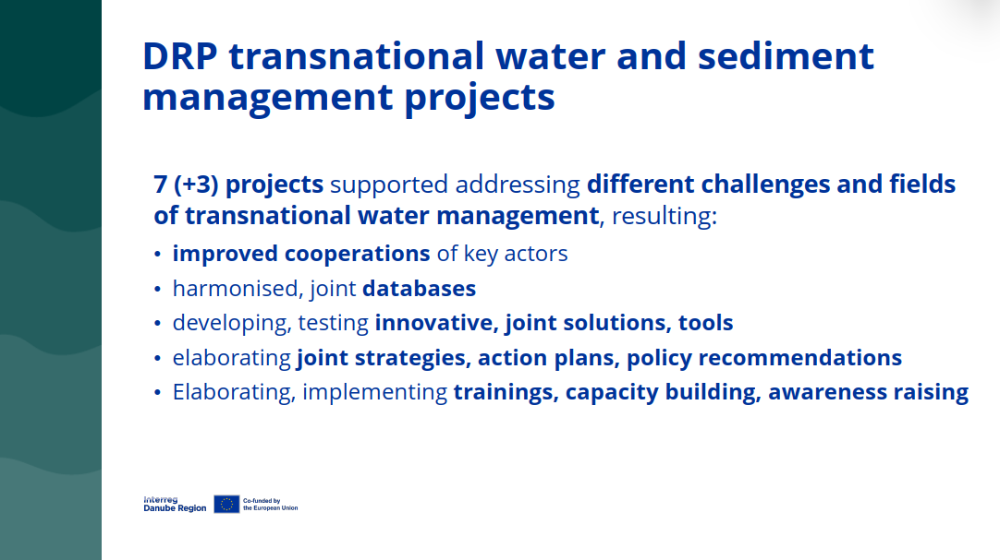 DRP transnational water and sediment
management projects
7 (+3) projects supported addressing different challenges and fields
of transnational water management, resulting:
• improved cooperations of key actors
• harmonised, joint databases
• developing, testing innovative, joint solutions, tools
• elaborating joint strategies, action plans, policy recommendations
• Elaborating, implementing trainings, capacity building, awareness raising
Interreg
Danube Region
Co-funded by
the European Union